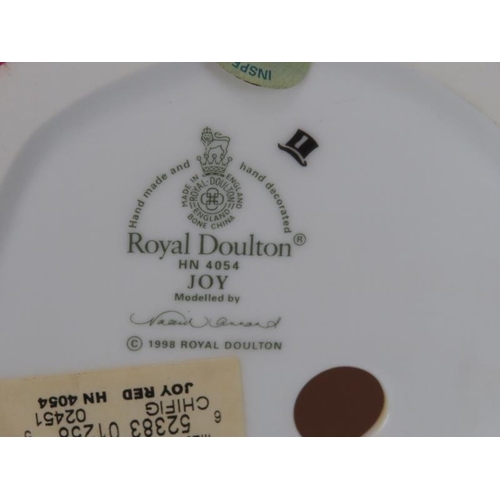 INSPE
Hand made and hand decorated
MADE IN ENGLAND
ROYAL·DOULTON
ENGLAND
BONE CHINA
Royal Doulton®
HN 4054
JOY
Modelled by
© 1998 ROYAL DOULTON
JOY RED HN 4054
CHIFIG
02451
52383 01256